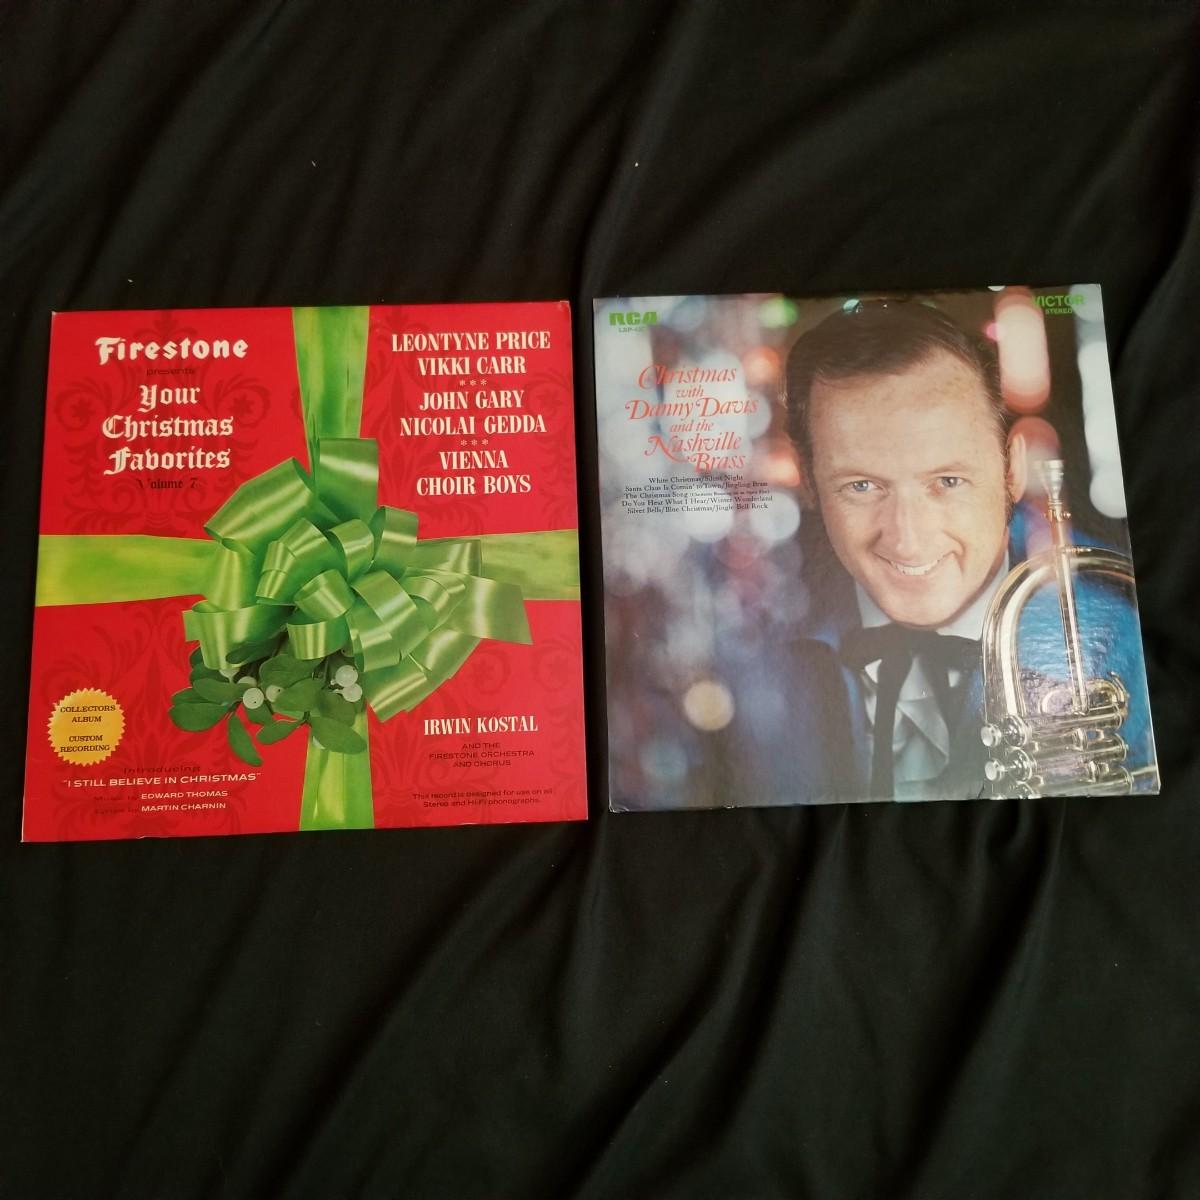 Firestone
presents
Your
Christmas
Favorites
Volume 7
LEONTYNE PRICE
VIKKI CARR
***
JOHN GARY
NICOLAI GEDDA
***
VIENNA
CHOIR BOYS
COLLECTORS
ALBUM
CUSTOM
RECORDING
Introducing
"I STILL BELIEVE IN CHRISTMAS"
Music by EDWARD THOMAS
Lyrics by MARTIN CHARNIN
IRWIN KOSTAL
AND THE
FIRESTONE ORCHESTRA
AND CHORUS
This record is designed for use on all
Stereo and Hi-Fi phonographs.
RCA
VICTOR
STEREO
Christmas
with
Danny Davis
and the
Nashville
Brass
White Christmas/Silent Night
Santa Claus Is Comin' to Town/Jingling Brass
The Christmas Song
Do You Hear What I Hear/Winter Wonderland
Silver Bells/Blue Christmas/Jingle Bell Rock